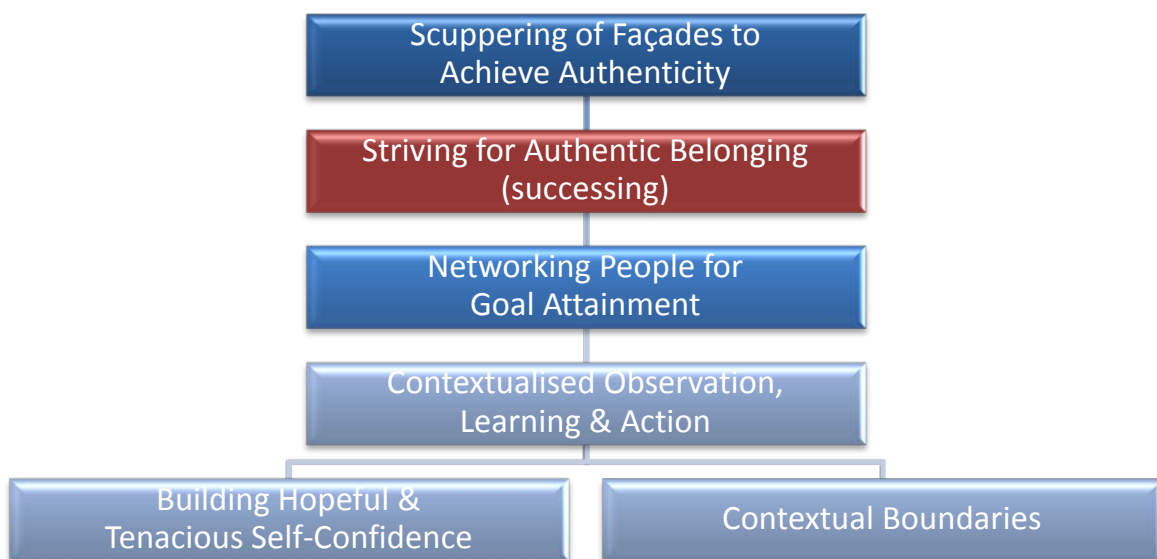 Scuppering of Façades to
Achieve Authenticity
Striving for Authentic Belonging
(successing)
Networking People for
Goal Attainment
Contextualised Observation,
Learning & Action
Building Hopeful &
Tenacious Self-Confidence
Contextual Boundaries